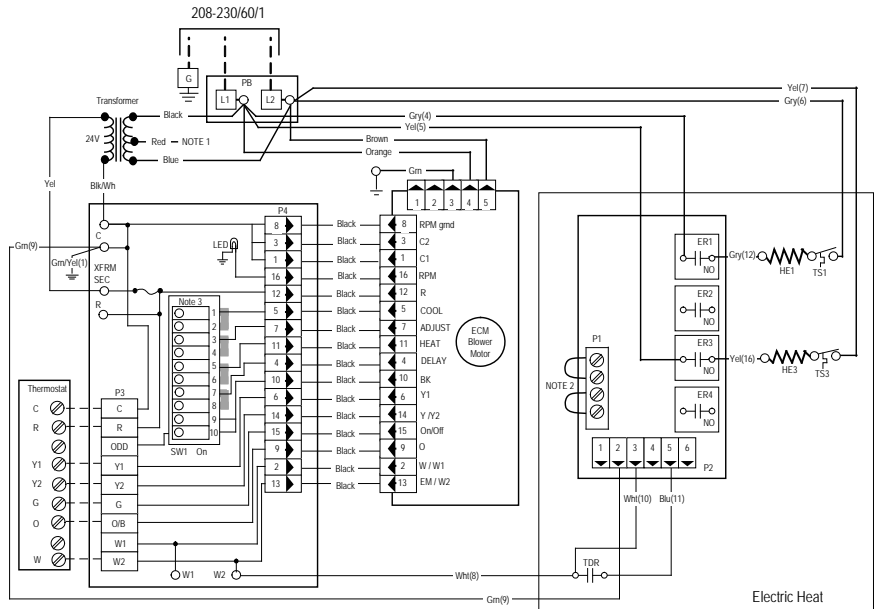 208-230/60/1
G
PB
L1
L2
Transformer
24V
Black
Red
NOTE 1
Blue
Yel
Blk/Wh
Gry(4)
Yel(5)
Yel(7)
Gry(6)
Brown
Orange
Grn
1 2 3 4 5
Grn(9)
C
Grn/Yel(1)
XFRM
SEC
R
LED
P4
8 Black 8 RPM grnd
3 Black 3 C2
1 Black 1 C1
16 Black 16 RPM
12 Black 12 R
5 Black 5 COOL
7 Black 7 ADJUST
11 Black 11 HEAT
4 Black 4 DELAY
10 Black 10 BK
6 Black 6 Y1
14 Black 14 Y /Y2
15 Black 15 On/Off
9 Black 9 O
2 Black 2 W / W1
13 Black 13 EM / W2
ECM
Blower
Motor
Note 3
1
2
3
4
5
6
7
8
9
10
SW1 On
Thermostat
C
R
Y1
Y2
G
O
W
P3
C
R
ODD
Y1
Y2
G
O/B
W1
W2
W1
W2
Wht(8)
Grn(9)
ER1
NO
ER2
NO
ER3
NO
ER4
NO
P1
NOTE 2
1 2 3 4 5 6
P2
Gry(12)
HE1
TS1
Yel(16)
HE3
TS3
Wht(10)
Blu(11)
TDR
Electric Heat